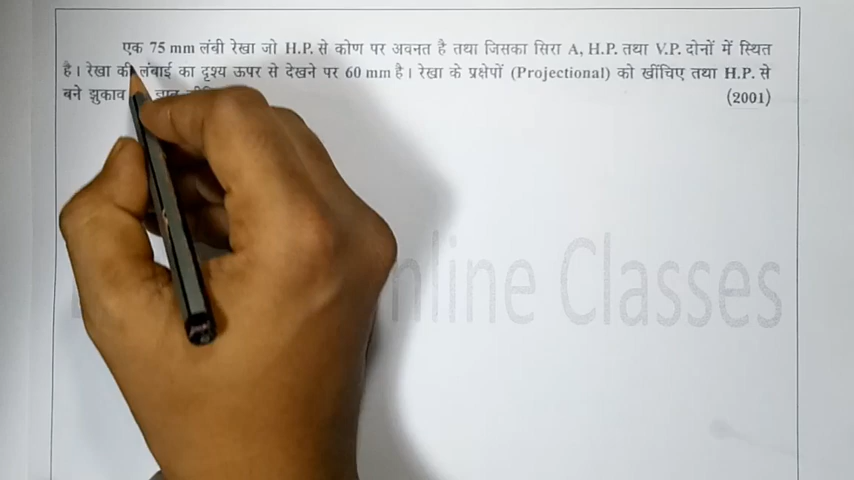 एक 75 mm लंबी रेखा जो H.P. से कोण पर अवनत है तथा जिसका सिरा A, H.P. तथा V.P. दोनों में स्थित
है। रेखा की लंबाई का दृश्य ऊपर से देखने पर 60 mm है। रेखा के प्रक्षेपों (Projectional) को खींचिए तथा H.P. से
बने झुकाव (2001)
nline Classes